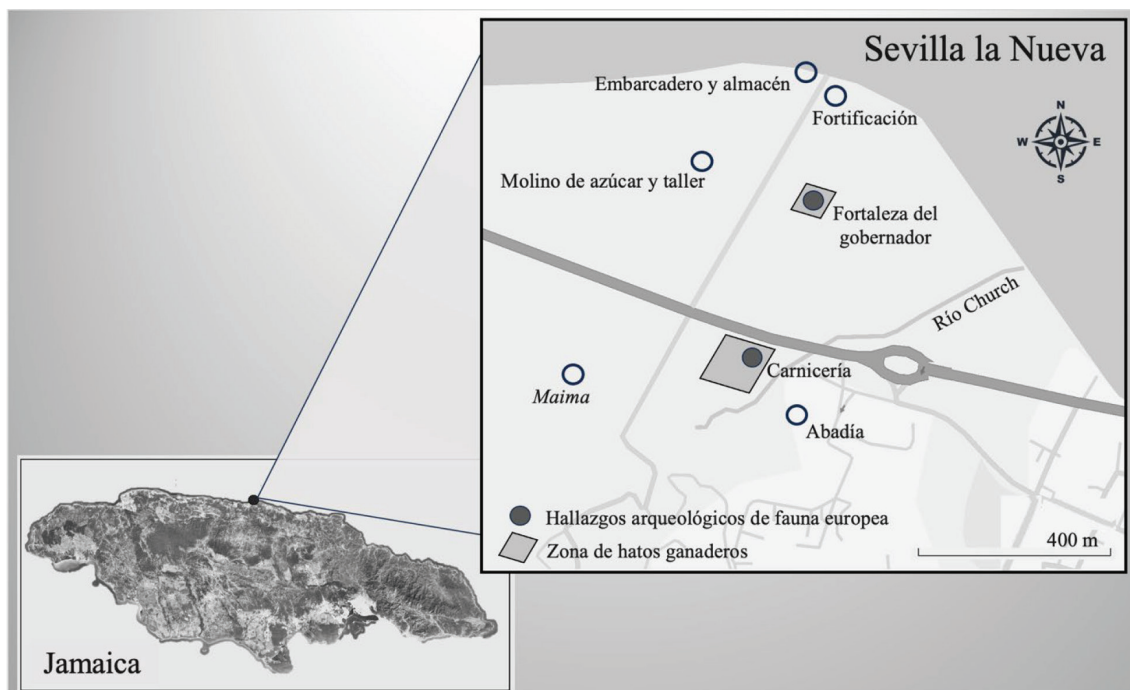 Sevilla la Nueva
Embarcadero y almacén
Fortificación
N
W E
S
Molino de azúcar y taller
Fortaleza del
gobernador
Río Church
Carnicería
Maima
Abadía
Hallazgos arqueológicos de fauna europea
Zona de hatos ganaderos
400 m
Jamaica